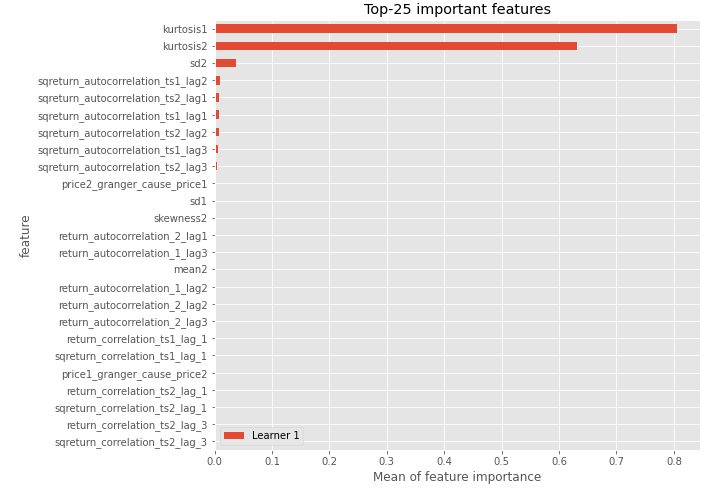 Top-25 important features
kurtosis1
kurtosis2
sd2
sqreturn_autocorrelation_ts1_lag2
sqreturn_autocorrelation_ts2_lag1
sqreturn_autocorrelation_ts1_lag1
sqreturn_autocorrelation_ts2_lag2
sqreturn_autocorrelation_ts1_lag3
sqreturn_autocorrelation_ts2_lag3
price2_granger_cause_price1
sd1
skewness2
return_autocorrelation_2_lag1
return_autocorrelation_1_lag3
mean2
return_autocorrelation_1_lag2
return_autocorrelation_2_lag2
return_autocorrelation_2_lag3
return_correlation_ts1_lag_1
sqreturn_correlation_ts1_lag_1
price1_granger_cause_price2
return_correlation_ts2_lag_1
sqreturn_correlation_ts2_lag_1
return_correlation_ts2_lag_3
sqreturn_correlation_ts2_lag_3
feature
Learner 1
0.0 0.1 0.2 0.3 0.4 0.5 0.6 0.7 0.8
Mean of feature importance